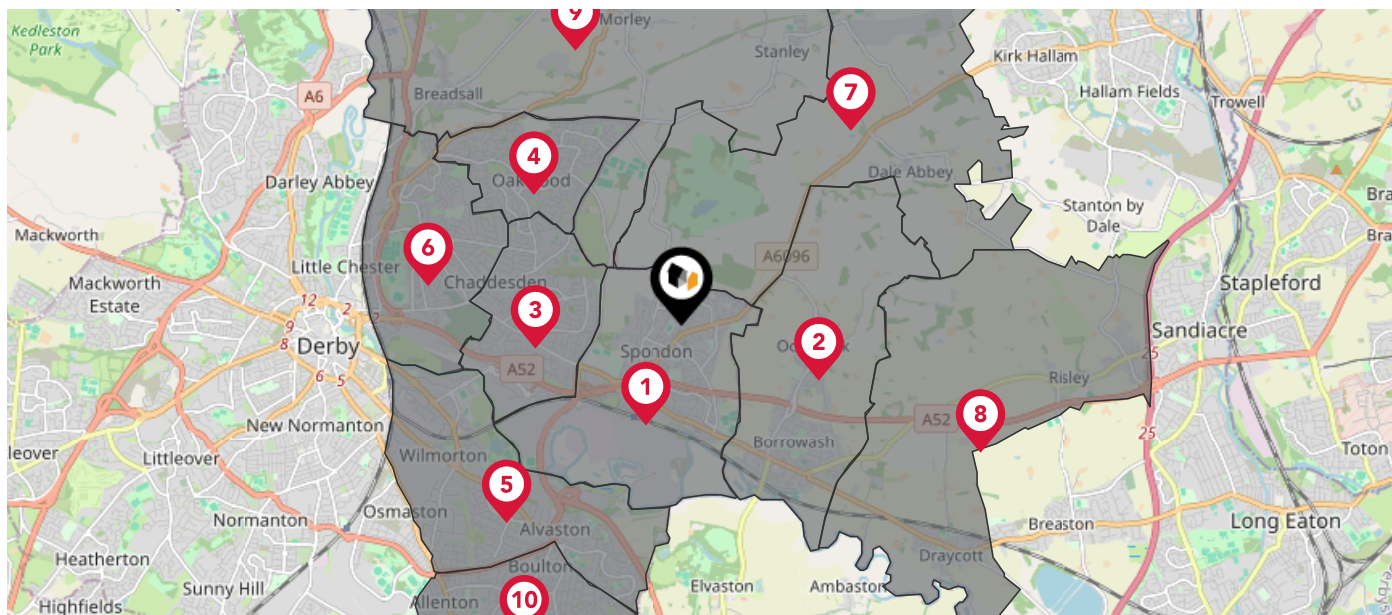 Kedleston
Park
9
Morley
Stanley
Kirk Hallam
Hallam Fields
Trowell
A6
Breadsall
7
4
Oakwood
Darley Abbey
Dale Abbey
Stanton by
Dale
Mackworth
6
A6096
Little Chester
Chaddesden
Mackworth
Estate
Stapleford
12
2
9
2
8
3
Derby
Sandiacre
25
Spondon
2
6
5
A52
1
Risley
New Normanton
A52
8
25
Littleover
Wilmorton
Borrowash
Toton
5
Normanton
Osmaston
Alvaston
Breaston
Long Eaton
Heatherton
Boulton
Draycott
Sunny Hill
Elvaston
Ambaston
Highfields
Allenton
10